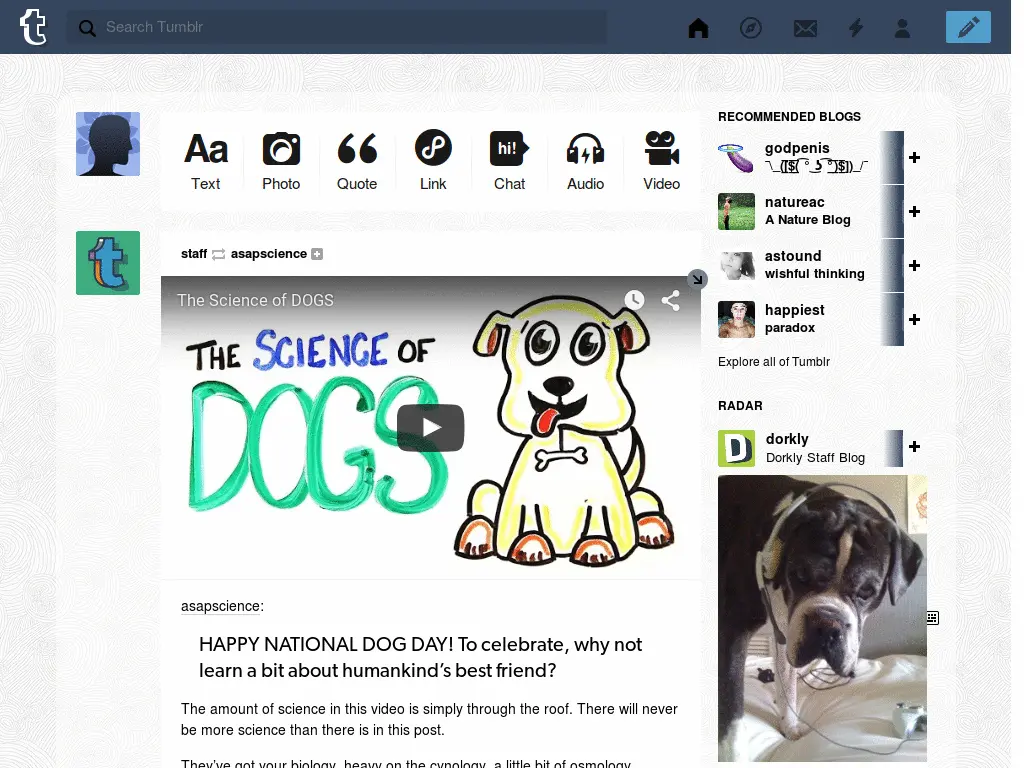 Search Tumblr
Aa
hi!
Text
Photo
Quote
Link
Chat
Audio
Video
staff asapscience
The Science of DOGS
THE SCIENCE OF
DOGS
asapscience:
HAPPY NATIONAL DOG DAY! To celebrate, why not
learn a bit about humankind's best friend?
The amount of science in this video is simply through the roof. There will never
be more science than there is in this post.
They've got your biology, heavy on the cynology, a little bit of osmology,
RECOMMENDED BLOGS
godpenis
natureac
A Nature Blog
astound
wishful thinking
happiest
paradox
Explore all of Tumblr
RADAR
dorkly
Dorkly Staff Blog